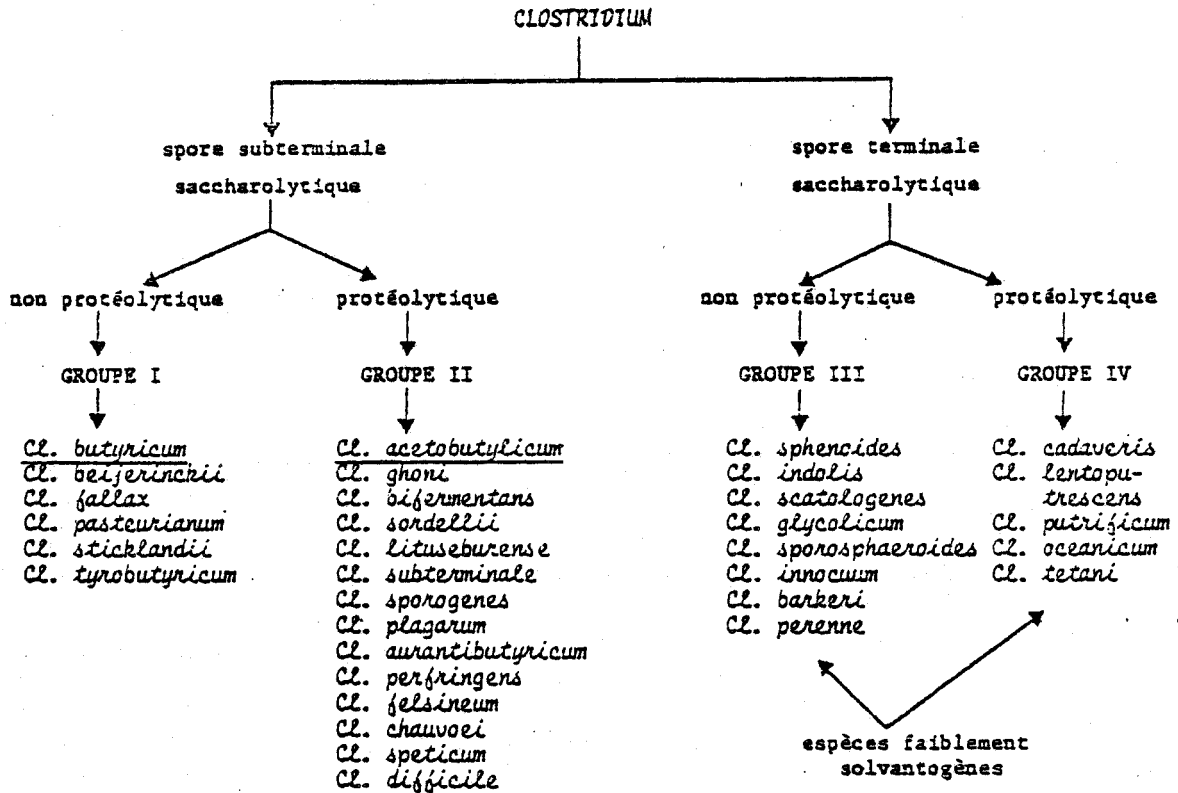 CLOSTRIDIUM
spore subterminale
saccharolytique
spore terminale
saccharolytique
non protéolytique
protéolytique
non protéolytique
protéolytique
GROUPE I
GROUPE II
GROUPE III
GROUPE IV
Cl. butyricum
Cl. beijerinckii
Cl. fallax
Cl. pasteurianum
Cl. sticklandii
Cl. tyrobutyricum
Cl. acetobutylicum
Cl. ghoni
Cl. bifermentans
Cl. sordellii
Cl. lituseburense
Cl. subterminale
Cl. sporogenes
Cl. plagarum
Cl. aurantibutyricum
Cl. perfringens
Cl. felsineum
Cl. chauvoei
Cl. speticum
Cl. difficile
Cl. sphenoides
Cl. indolis
Cl. scatologenes
Cl. glycolicum
Cl. sporosphaeroides
Cl. innocuum
Cl. barkeri
Cl. perenne
Cl. cadaveris
Cl. lentopu-
trescens
Cl. putrificum
Cl. oceanicum
Cl. tetani
espèces faiblement
solvantogènes